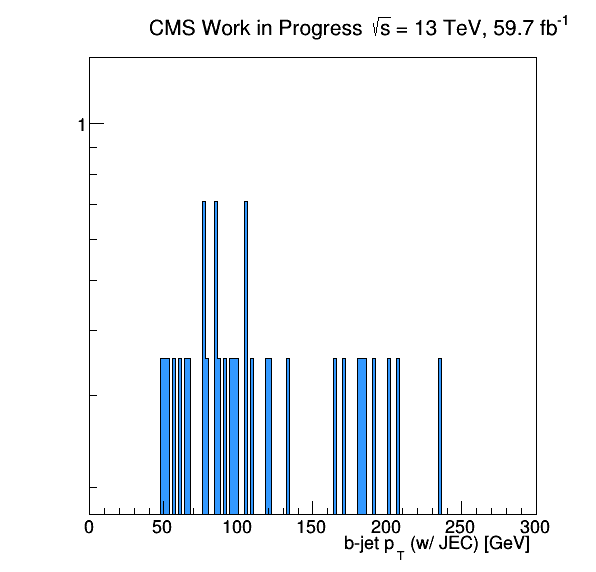 CMS Work in Progress √s = 13 TeV, 59.7 fb⁻¹
1
0 50 100 150 200 250 300
b-jet p_T (w/ JEC) [GeV]